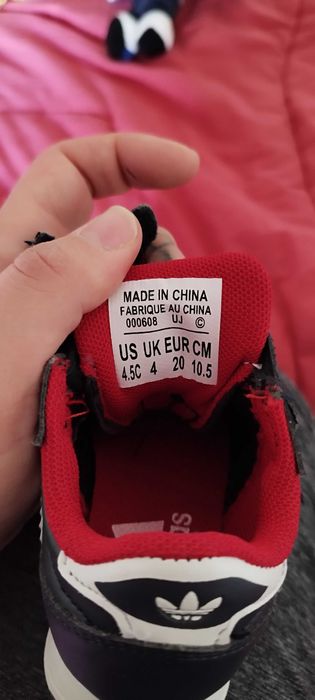 MADE IN CHINA
FABRIQUE AU CHINA
000608 UJ ©
US UK EUR CM
4.5C 4 20 10.5